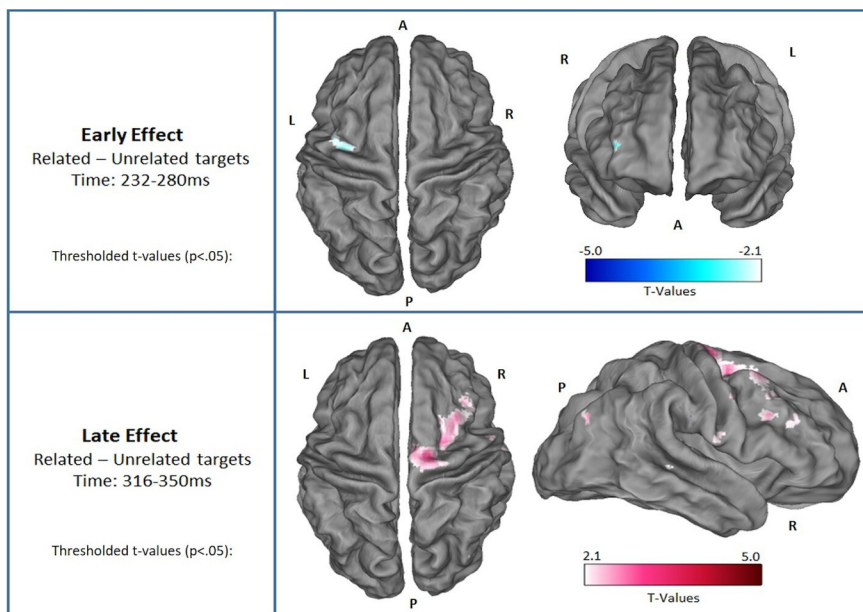 Early Effect
Related – Unrelated targets
Time: 232-280ms
Thresholded t-values (p<.05):
A
L
R
P
R
L
A
-5.0
-2.1
T-Values
Late Effect
Related – Unrelated targets
Time: 316-350ms
Thresholded t-values (p<.05):
A
L
R
P
P
A
R
2.1
5.0
T-Values